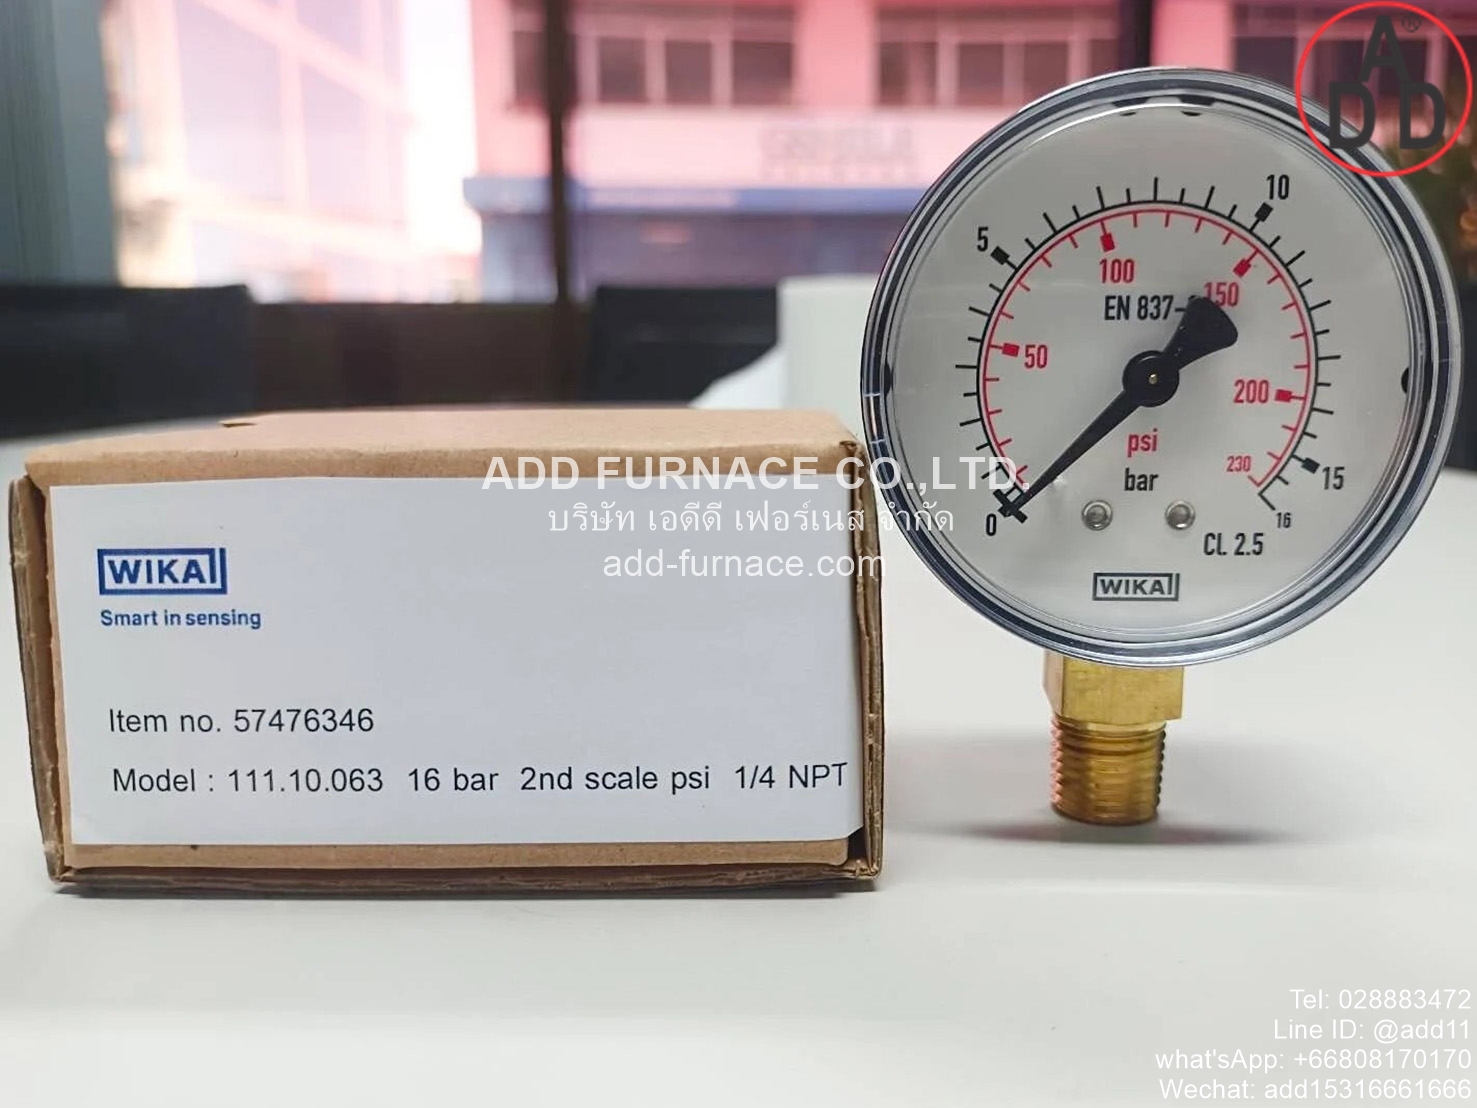 ADD®
10
5
100
150
EN 837-
50
200
psi
bar
230
15
0
16
CL 2.5
WIKAI
WIKAI
Smart in sensing
Item no. 57476346
Model : 111.10.063 16 bar 2nd scale psi 1/4 NPT
ADD FURNACE CO.,LTD.
บริษัท เอดีดี เฟอร์เนส จำกัด
add-furnace.com
Tel: 028883472
Line ID: @add11
what'sApp: +66808170170
Wechat: add15316661666